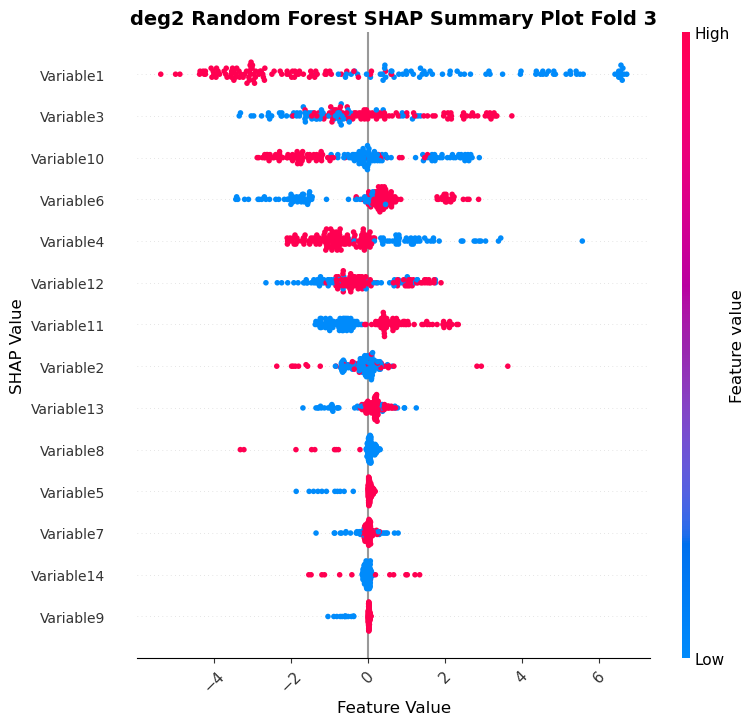 deg2 Random Forest SHAP Summary Plot Fold 3
High
Variable1
Variable3
Variable10
Variable6
Variable4
Variable12
Variable11
Variable2
Variable13
Variable8
Variable5
Variable7
Variable14
Variable9
SHAP Value
Feature value
Low
−4
−2
0
2
4
6
Feature Value